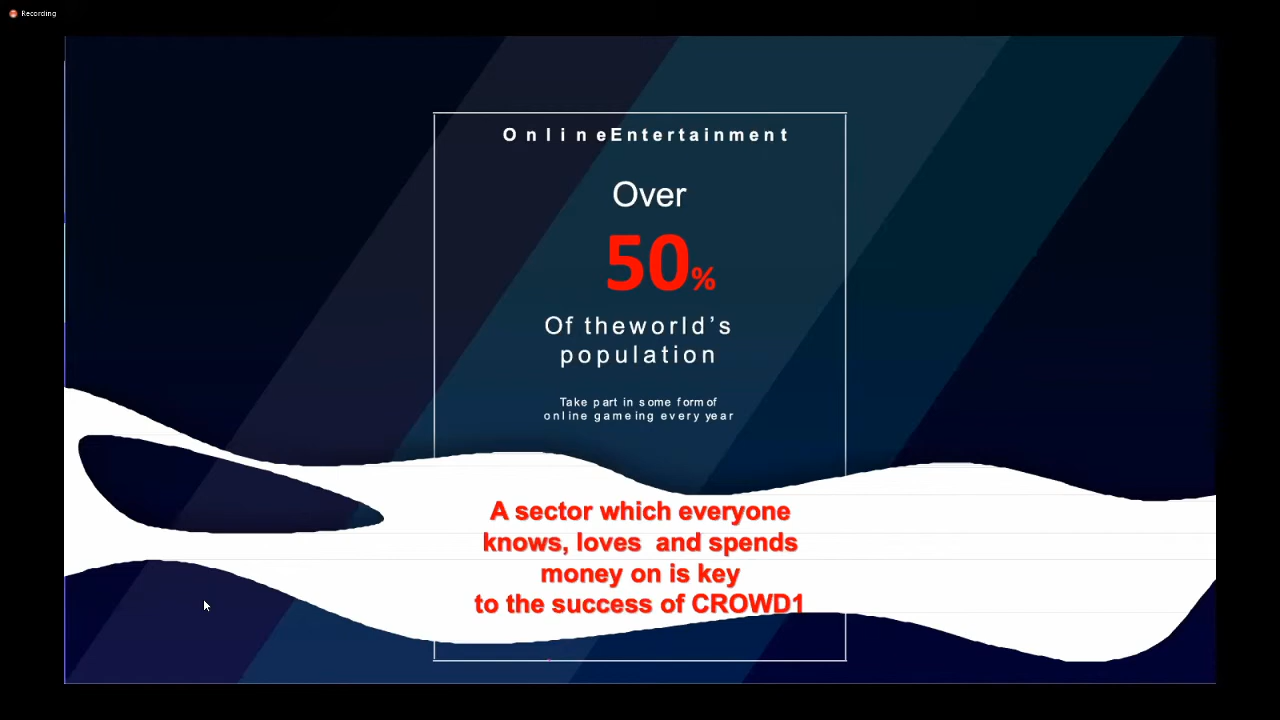 Recording
OnlineEntertainment
Over
50%
Of theworld’s
population
Take part in some form of
online gameing every year
A sector which everyone
knows, loves and spends
money on is key
to the success of CROWD1